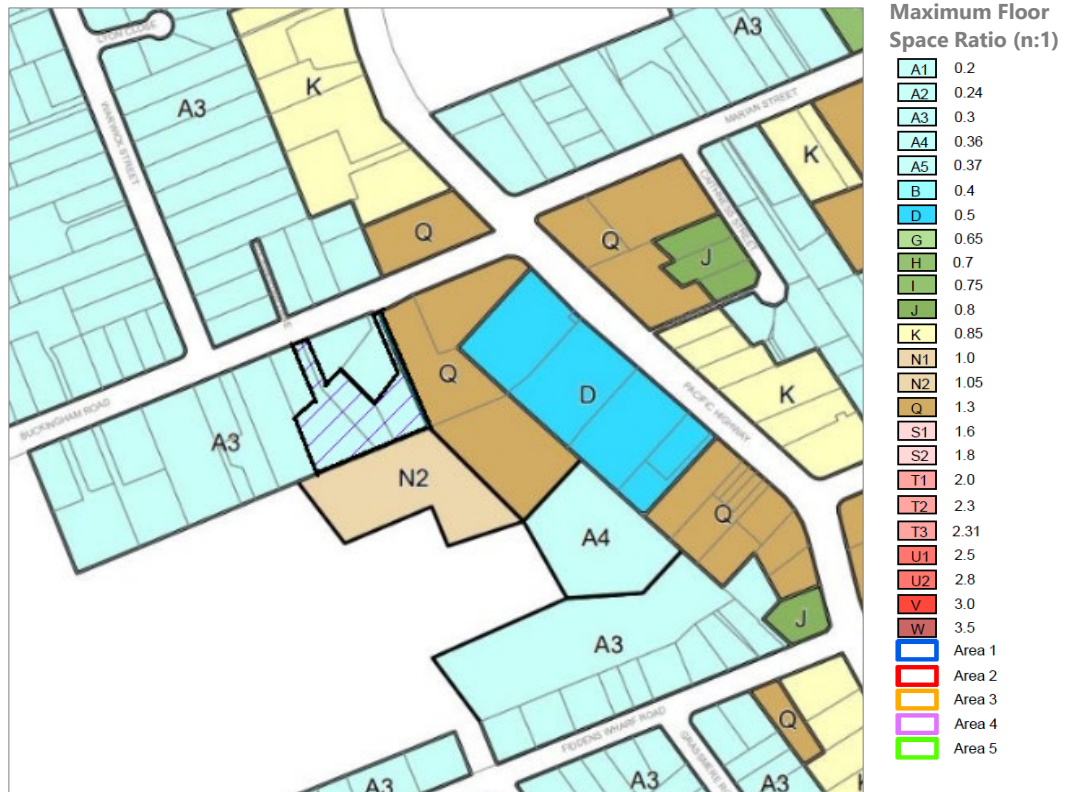 Maximum Floor
Space Ratio (n:1)
A1 0.2
A2 0.24
A3 0.3
A4 0.36
A5 0.37
B 0.4
D 0.5
G 0.65
H 0.7
I 0.75
J 0.8
K 0.85
N1 1.0
N2 1.05
Q 1.3
S1 1.6
S2 1.8
T1 2.0
T2 2.3
T3 2.31
U1 2.5
U2 2.8
V 3.0
W 3.5
Area 1
Area 2
Area 3
Area 4
Area 5
LYON CLOSE
A3
K
A3
WARWICK STREET
MARIAN STREET
K
CAITHNESS STREET
Q
Q
J
Q
D
K
PACIFIC HIGHWAY
BUCKINGHAM ROAD
A3
N2
Q
A4
J
A3
FIDDENS WHARF ROAD
Q
A3
A3
A3